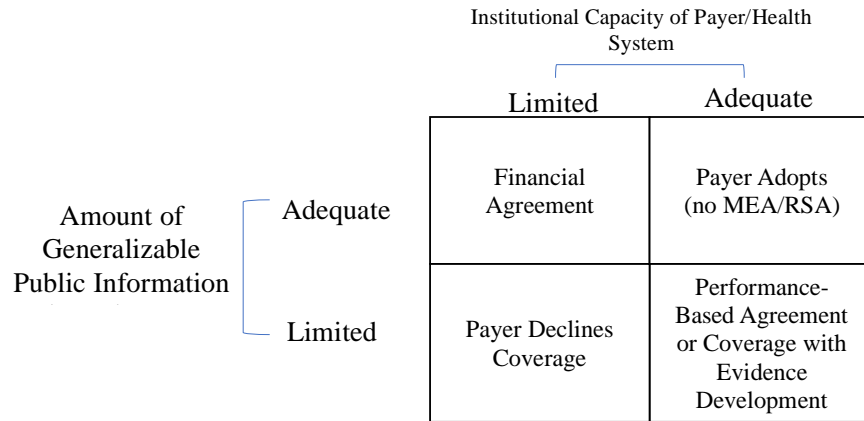 Institutional Capacity of Payer/Health
System
Limited
Adequate
Financial
Agreement
Payer Adopts
(no MEA/RSA)
Amount of
Generalizable
Public Information
Adequate
Limited
Payer Declines
Coverage
Performance-
Based Agreement
or Coverage with
Evidence
Development